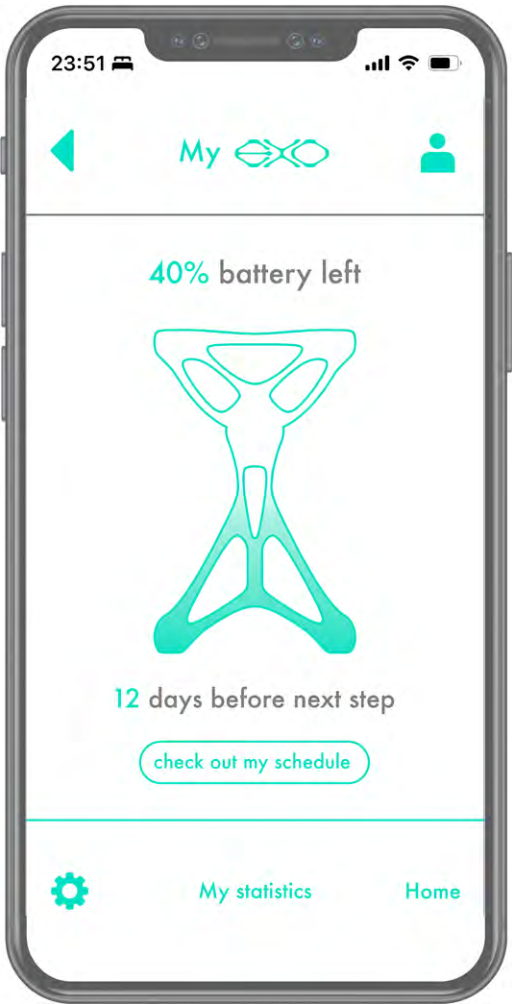 23:51
My EXO
40% battery left
12 days before next step
check out my schedule
My statistics
Home